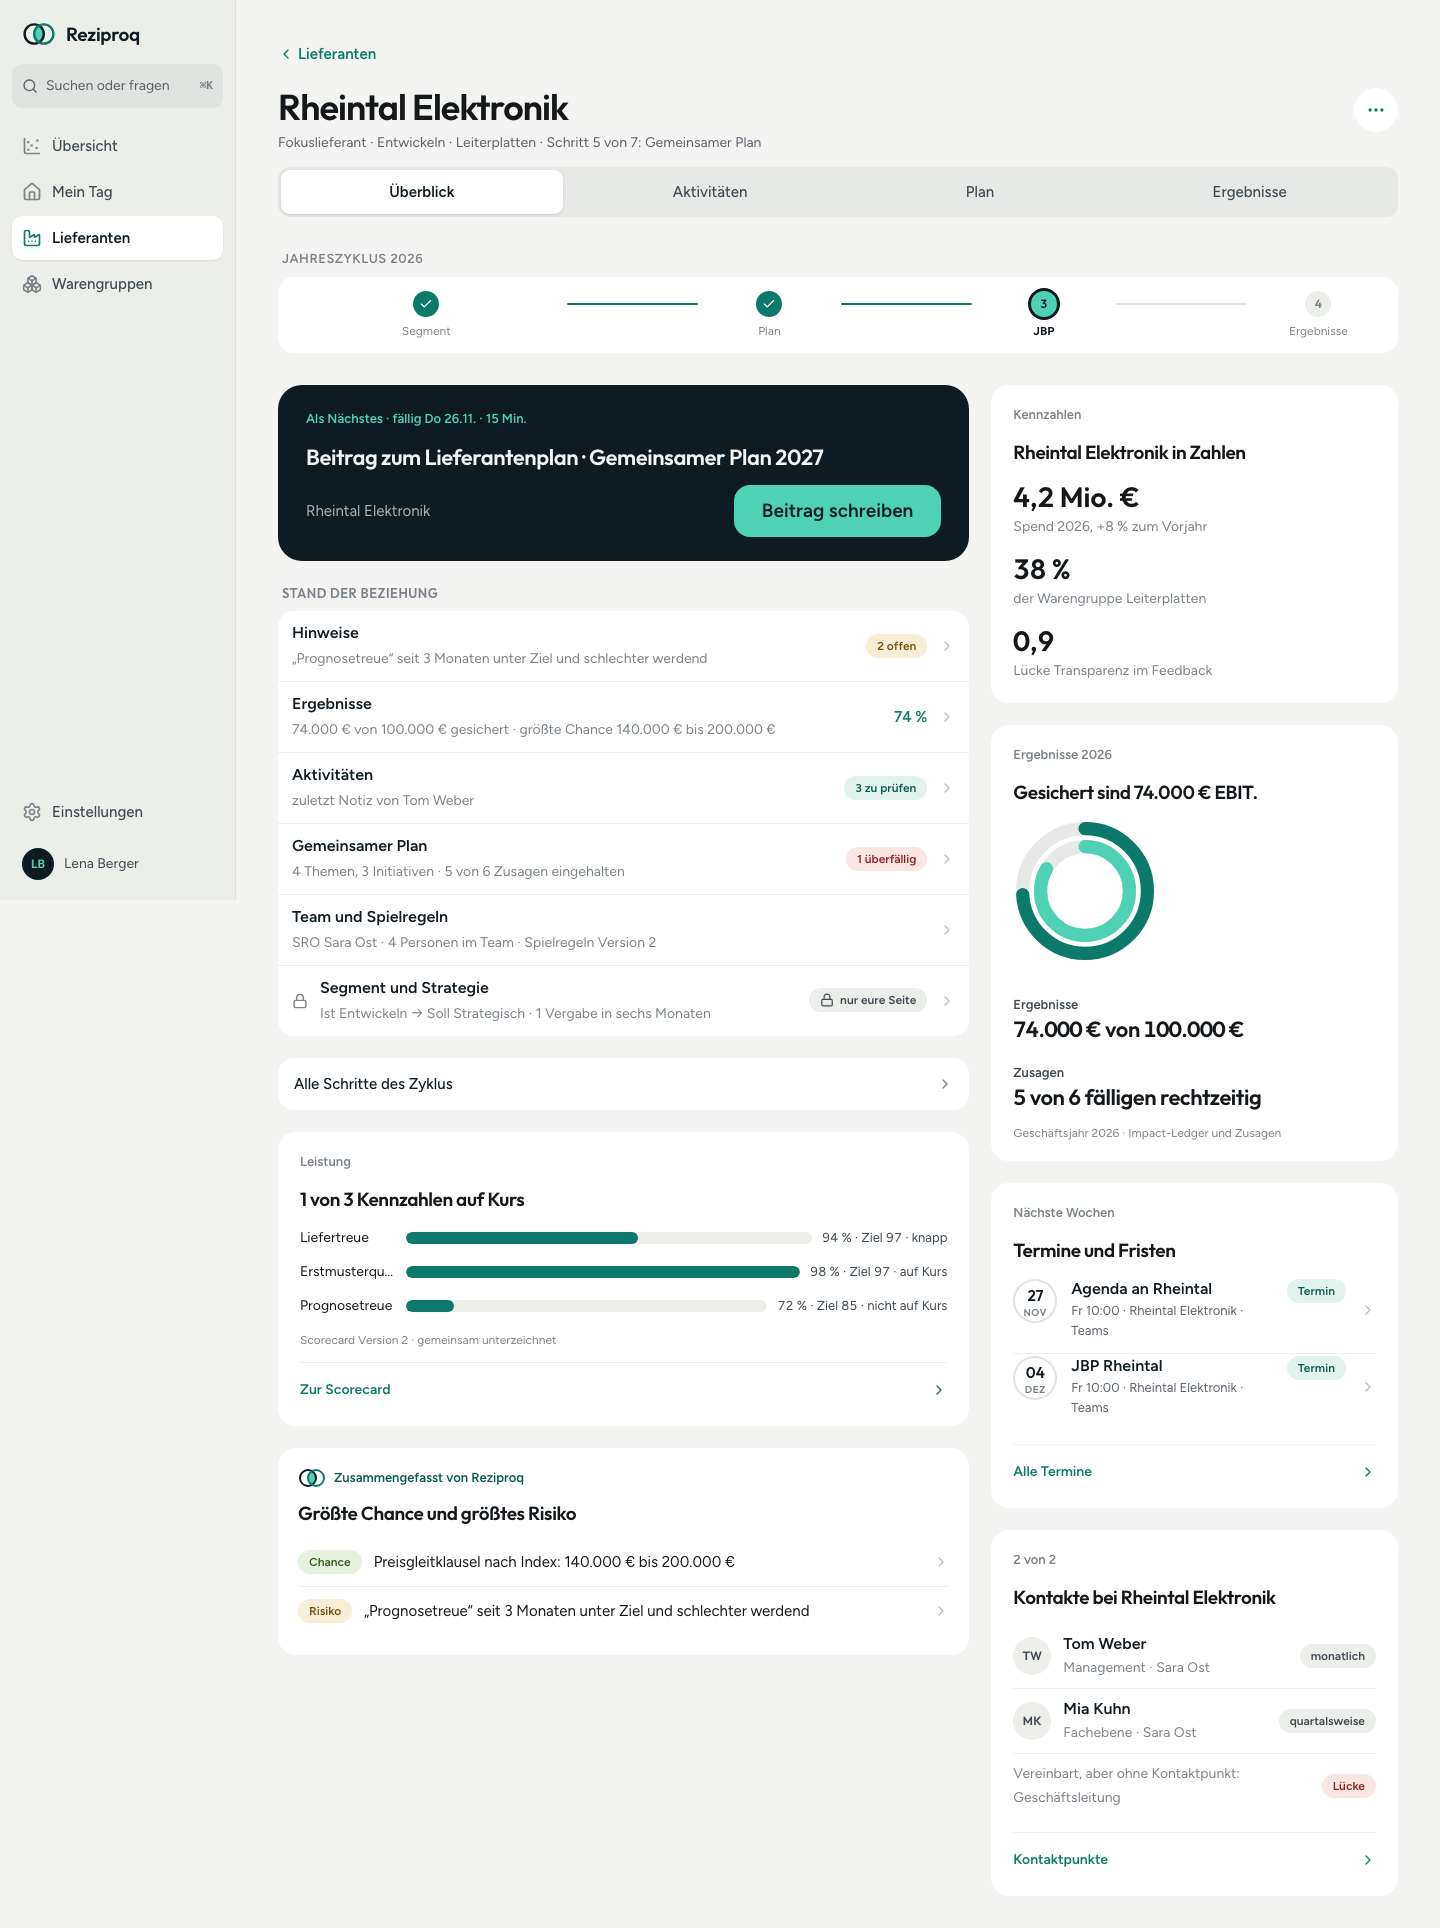 Reziproq
Suchen oder fragen ⌘K
Übersicht
Mein Tag
Lieferanten
Warengruppen
Einstellungen
LB Lena Berger
Lieferanten
Rheintal Elektronik
Fokuslieferant · Entwickeln · Leiterplatten · Schritt 5 von 7: Gemeinsamer Plan
Überblick Aktivitäten Plan Ergebnisse
JAHRESZYKLUS 2026
3 4
Segment Plan JBP Ergebnisse
Als Nächstes · fällig Do 26.11. · 15 Min.
Beitrag zum Lieferantenplan · Gemeinsamer Plan 2027
Rheintal Elektronik
Beitrag schreiben
STAND DER BEZIEHUNG
Hinweise
„Prognosetreue“ seit 3 Monaten unter Ziel und schlechter werdend
2 offen
Ergebnisse
74.000 € von 100.000 € gesichert · größte Chance 140.000 € bis 200.000 €
74 %
Aktivitäten
zuletzt Notiz von Tom Weber
3 zu prüfen
Gemeinsamer Plan
4 Themen, 3 Initiativen · 5 von 6 Zusagen eingehalten
1 überfällig
Team und Spielregeln
SRO Sara Ost · 4 Personen im Team · Spielregeln Version 2
Segment und Strategie
Ist Entwickeln → Soll Strategisch · 1 Vergabe in sechs Monaten
nur eure Seite
Alle Schritte des Zyklus
Leistung
1 von 3 Kennzahlen auf Kurs
Liefertreue 94 % · Ziel 97 · knapp
Erstmusterqu... 98 % · Ziel 97 · auf Kurs
Prognosetreue 72 % · Ziel 85 · nicht auf Kurs
Scorecard Version 2 · gemeinsam unterzeichnet
Zur Scorecard
Zusammengefasst von Reziproq
Größte Chance und größtes Risiko
Chance Preisgleitklausel nach Index: 140.000 € bis 200.000 €
Risiko „Prognosetreue“ seit 3 Monaten unter Ziel und schlechter werdend
Kennzahlen
Rheintal Elektronik in Zahlen
4,2 Mio. €
Spend 2026, +8 % zum Vorjahr
38 %
der Warengruppe Leiterplatten
0,9
Lücke Transparenz im Feedback
Ergebnisse 2026
Gesichert sind 74.000 € EBIT.
Ergebnisse
74.000 € von 100.000 €
Zusagen
5 von 6 fälligen rechtzeitig
Geschäftsjahr 2026 · Impact-Ledger und Zusagen
Nächste Wochen
Termine und Fristen
27 NOV
Agenda an Rheintal
Fr 10:00 · Rheintal Elektronik ·
Teams
Termin
04 DEZ
JBP Rheintal
Fr 10:00 · Rheintal Elektronik ·
Teams
Termin
Alle Termine
2 von 2
Kontakte bei Rheintal Elektronik
TW
Tom Weber
Management · Sara Ost
monatlich
MK
Mia Kuhn
Fachebene · Sara Ost
quartalsweise
Vereinbart, aber ohne Kontaktpunkt:
Geschäftsleitung
Lücke
Kontaktpunkte